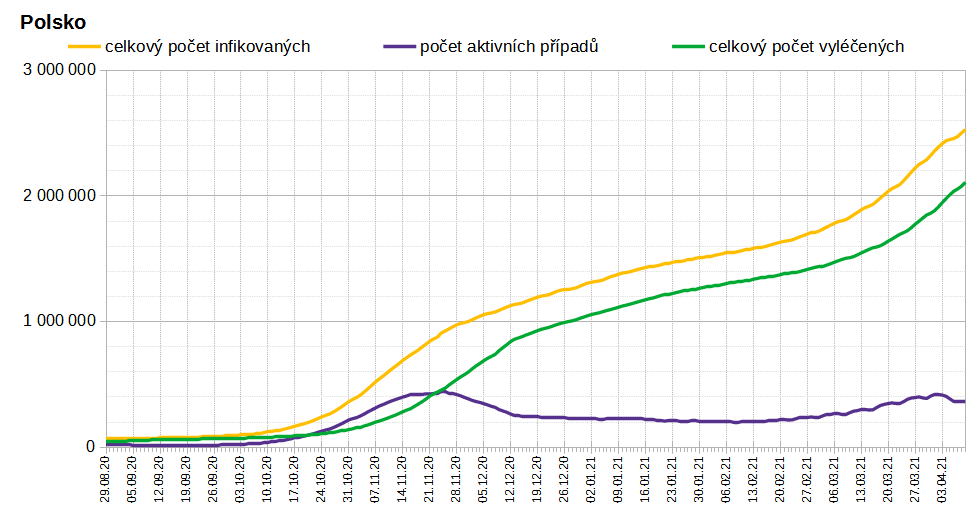 Polsko
celkový počet infikovaných počet aktivních případů celkový počet vyléčených
3 000 000
2 000 000
1 000 000
0
29.08.20 05.09.20 12.09.20 19.09.20 26.09.20 03.10.20 10.10.20 17.10.20 24.10.20 31.10.20 07.11.20 14.11.20 21.11.20 28.11.20 05.12.20 12.12.20 19.12.20 26.12.20 02.01.21 09.01.21 16.01.21 23.01.21 30.01.21 06.02.21 13.02.21 20.02.21 27.02.21 06.03.21 13.03.21 20.03.21 27.03.21 03.04.21